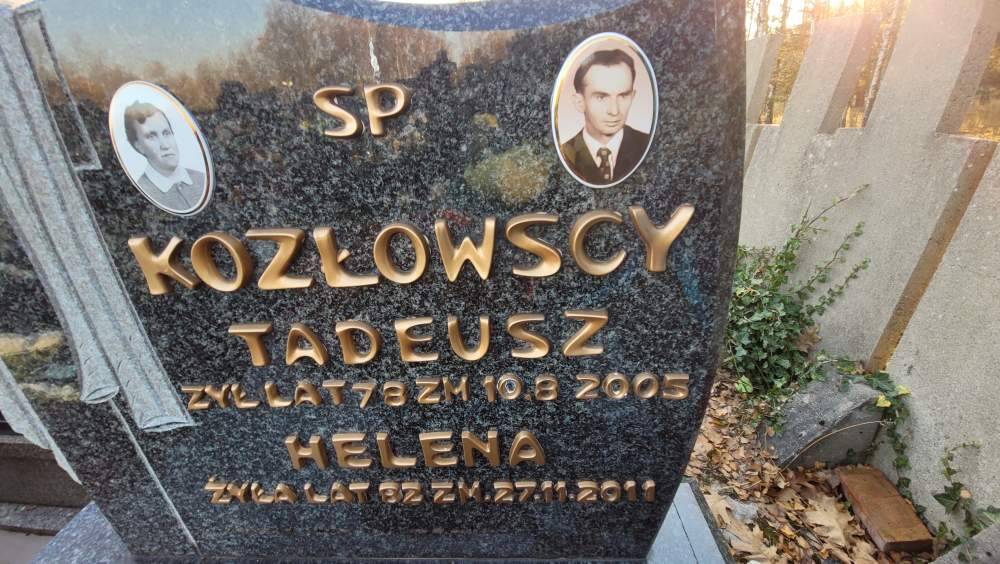 SP
KOZŁOWSCY
TADEUSZ
ŻYŁ LAT 78 ZM 10.8 2005
HELENA
ŻYŁA LAT 82 ZM. 27.11.2011